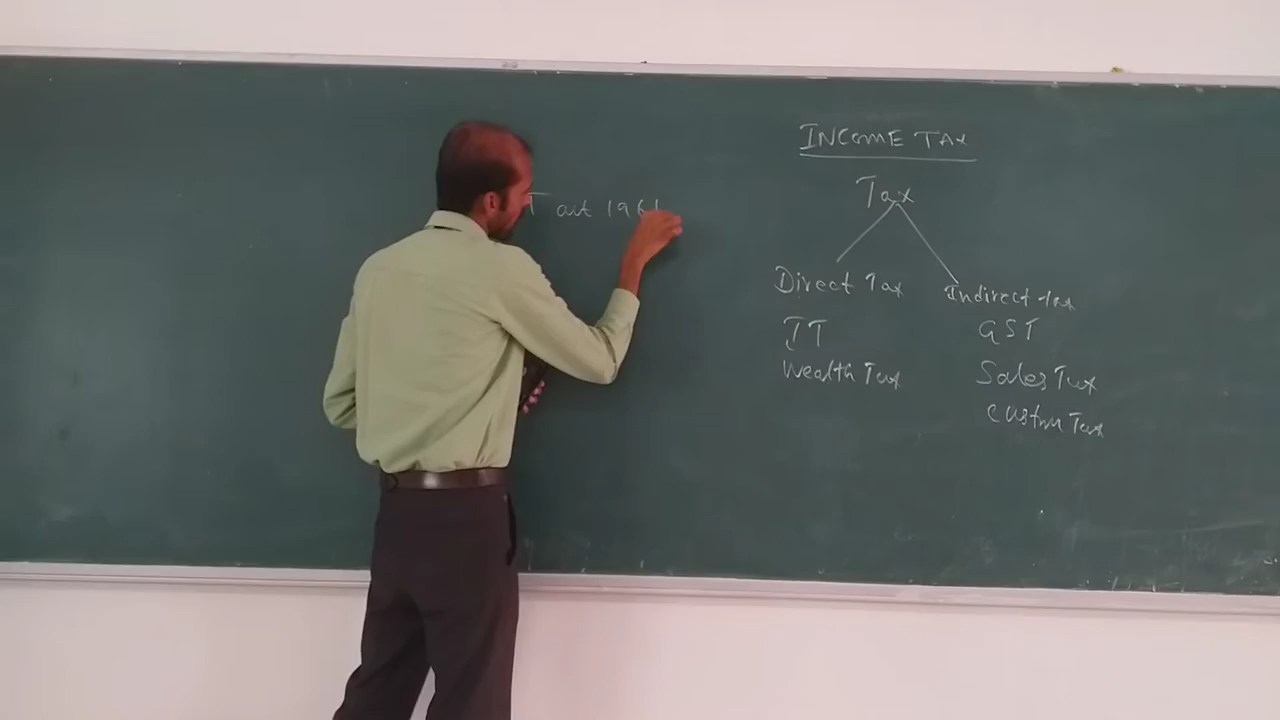 T act 1961
INCOME TAX
Tax
Direct Tax
Indirect tax
IT
GST
Wealth Tax
Sales Tax
Custom Tax